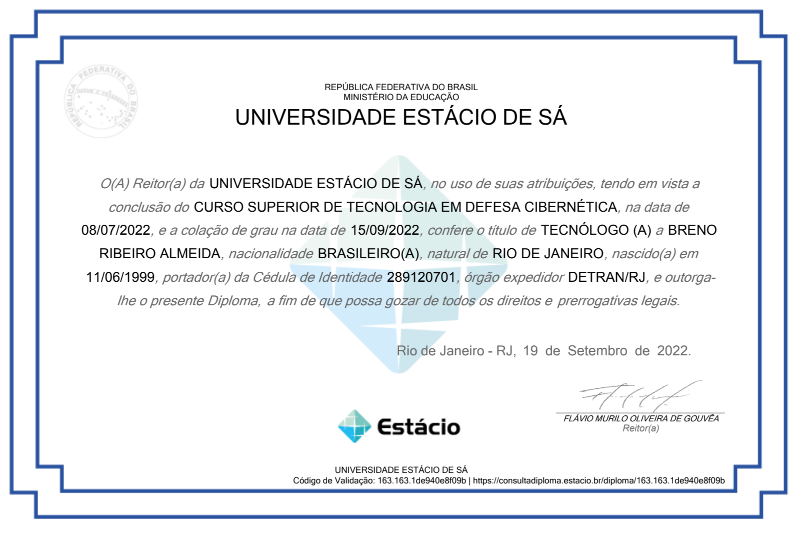 REPÚBLICA FEDERATIVA DO BRASIL
REPÚBLICA FEDERATIVA DO BRASIL
MINISTÉRIO DA EDUCAÇÃO
UNIVERSIDADE ESTÁCIO DE SÁ
O(A) Reitor(a) da UNIVERSIDADE ESTÁCIO DE SÁ, no uso de suas atribuições, tendo em vista a
conclusão do CURSO SUPERIOR DE TECNOLOGIA EM DEFESA CIBERNÉTICA, na data de
08/07/2022, e a colação de grau na data de 15/09/2022, confere o título de TECNÓLOGO (A) a BRENO
RIBEIRO ALMEIDA, nacionalidade BRASILEIRO(A), natural de RIO DE JANEIRO, nascido(a) em
11/06/1999, portador(a) da Cédula de Identidade 289120701, órgão expedidor DETRAN/RJ, e outorga-
lhe o presente Diploma, a fim de que possa gozar de todos os direitos e prerrogativas legais.
Rio de Janeiro - RJ, 19 de Setembro de 2022.
FLÁVIO MURILO OLIVEIRA DE GOUVÊA
Reitor(a)
Estácio
UNIVERSIDADE ESTÁCIO DE SÁ
Código de Validação: 163.163.1de940e8f09b | https://consultadiploma.estacio.br/diploma/163.163.1de940e8f09b